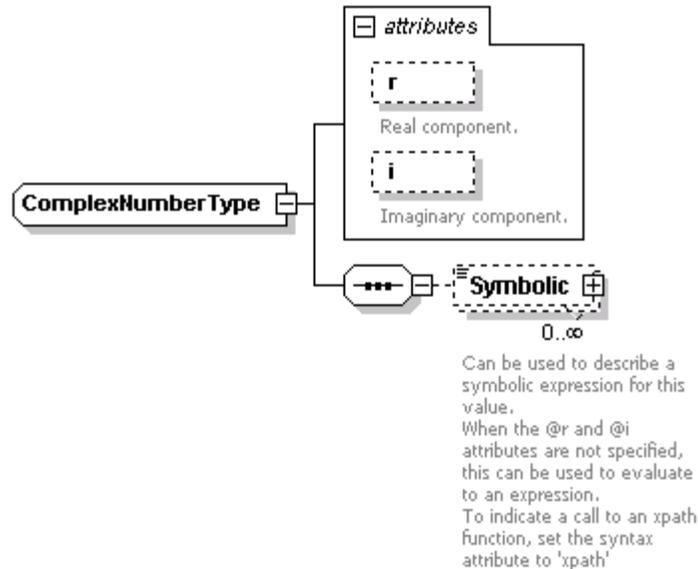 attributes
r
Real component.
i
Imaginary component.
ComplexNumberType
Symbolic
0..∞
Can be used to describe a
symbolic expression for this
value.
When the @r and @i
attributes are not specified,
this can be used to evaluate
to an expression.
To indicate a call to an xpath
function, set the syntax
attribute to 'xpath'